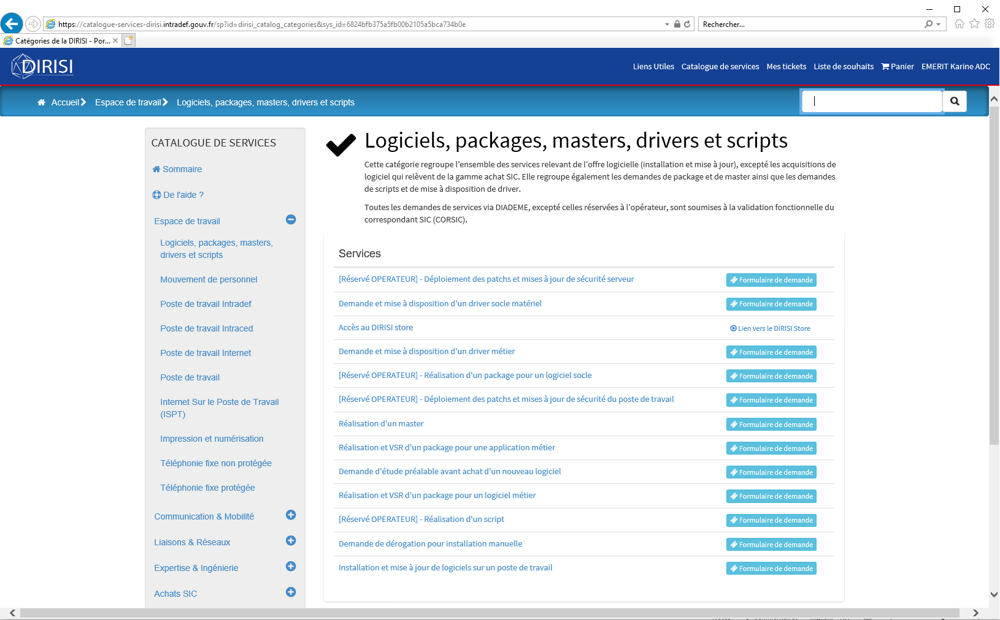 https://catalogue-services-dirisi.intradef.gouv.fr/sp?id=dirisi_catalog_categories&sys_id=6824bfb375a5fb00b2105a5bca734b0e
Rechercher...
Catégories de la DIRISI - Por...
DIRISI
Liens Utiles Catalogue de services Mes tickets Liste de souhaits Panier EMERIT Karine ADC
Accueil Espace de travail Logiciels, packages, masters, drivers et scripts
CATALOGUE DE SERVICES
Sommaire
De l'aide ?
Espace de travail
Logiciels, packages, masters,
drivers et scripts
Mouvement de personnel
Poste de travail Intradef
Poste de travail Intraced
Poste de travail Internet
Poste de travail
Internet Sur le Poste de Travail
(ISPT)
Impression et numérisation
Téléphonie fixe non protégée
Téléphonie fixe protégée
Communication & Mobilité
Liaisons & Réseaux
Expertise & Ingénierie
Achats SIC
Logiciels, packages, masters, drivers et scripts
Cette catégorie regroupe l’ensemble des services relevant de l’offre logicielle (installation et mise à jour), excepté les acquisitions de
logiciel qui relèvent de la gamme achat SIC. Elle regroupe également les demandes de package et de master ainsi que les demandes
de scripts et de mise à disposition de driver.
Toutes les demandes de services via DIADEME, excepté celles réservées à l’opérateur, sont soumises à la validation fonctionnelle du
correspondant SIC (CORSIC).
Services
[Réservé OPERATEUR] - Déploiement des patchs et mises à jour de sécurité serveur Formulaire de demande
Demande et mise à disposition d'un driver socle matériel Formulaire de demande
Accès au DIRISI store Lien vers le DIRISI Store
Demande et mise à disposition d'un driver métier Formulaire de demande
[Réservé OPERATEUR] - Réalisation d'un package pour un logiciel socle Formulaire de demande
[Réservé OPERATEUR] - Déploiement des patchs et mises à jour de sécurité du poste de travail Formulaire de demande
Réalisation d'un master Formulaire de demande
Réalisation et VSR d'un package pour une application métier Formulaire de demande
Demande d'étude préalable avant achat d'un nouveau logiciel Formulaire de demande
Réalisation et VSR d'un package pour un logiciel métier Formulaire de demande
[Réservé OPERATEUR] - Réalisation d'un script Formulaire de demande
Demande de dérogation pour installation manuelle Formulaire de demande
Installation et mise à jour de logiciels sur un poste de travail Formulaire de demande